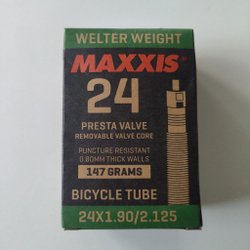 WELTER WEIGHT
MAXXIS
24
PRESTA VALVE
REMOVABLE VALVE CORE
PUNCTURE RESISTANT
0.80MM THICK WALLS
147 GRAMS
BICYCLE TUBE
24X1.90/2.125